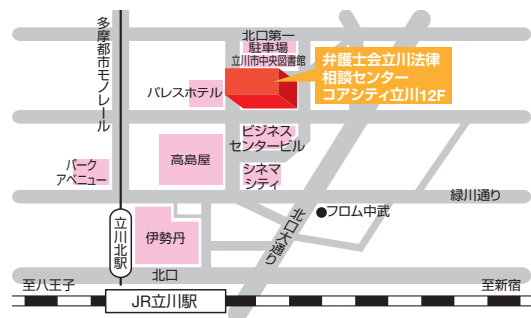 多摩都市モノレール
北口第一
駐車場
立川市中央図書館
弁護士会立川法律
相談センター
コアシティ立川12F
パレスホテル
ビジネス
センタービル
高島屋
シネマ
シティ
パーク
アベニュー
緑川通り
北口大通り
●フロム中武
立川北駅
伊勢丹
北口
至八王子
至新宿
JR立川駅